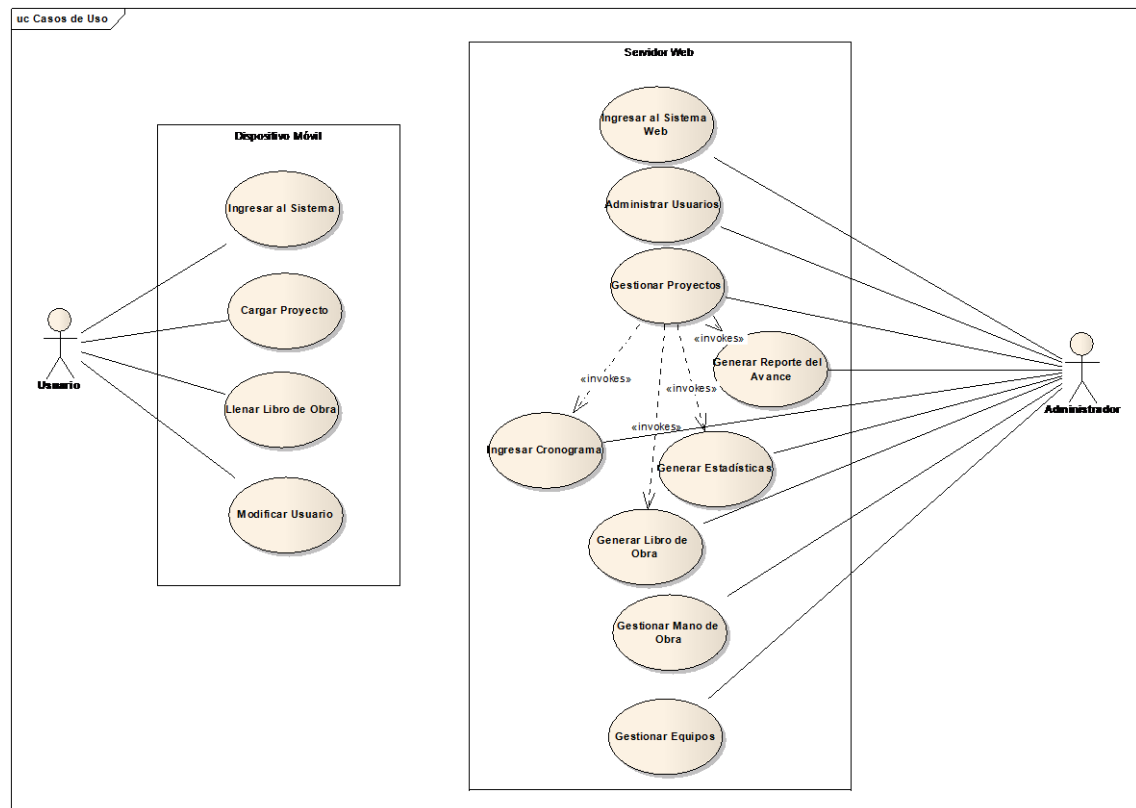 uc Casos de Uso
Dispositivo Móvil
Ingresar al Sistema
Cargar Proyecto
Llenar Libro de Obra
Modificar Usuario
Usuario
Servidor Web
Ingresar al Sistema
Web
Administrar Usuarios
Gestionar Proyectos
«invokes»
Generar Reporte del
Avance
«invokes»
«invokes»
«invokes»
Ingresar Cronograma
Generar Estadísticas
Generar Libro de
Obra
Gestionar Mano de
Obra
Gestionar Equipos
Administrador